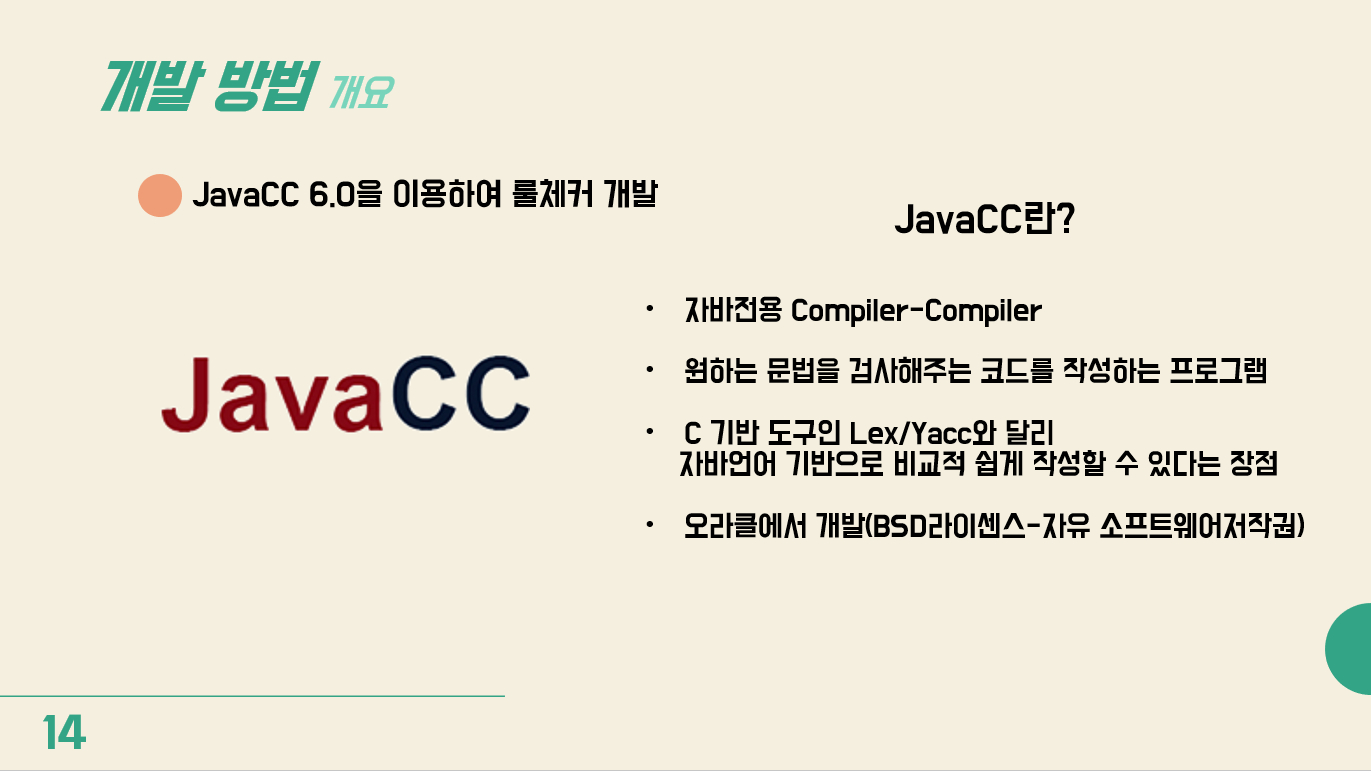 개발 방법 개요
JavaCC 6.0을 이용하여 룰체커 개발
JavaCC
JavaCC란?
• 자바전용 Compiler-Compiler
• 원하는 문법을 검사해주는 코드를 작성하는 프로그램
• C 기반 도구인 Lex/Yacc와 달리
자바언어 기반으로 비교적 쉽게 작성할 수 있다는 장점
• 오라클에서 개발(BSD라이센스-자유 소프트웨어저작권)
14